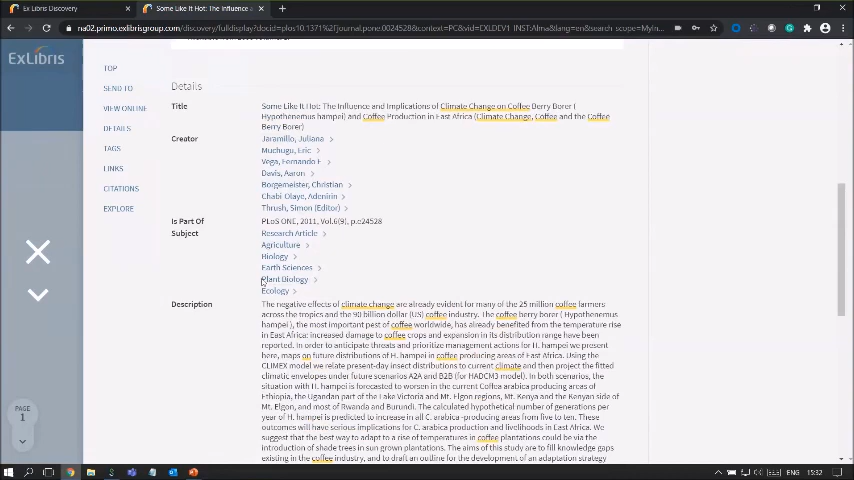 Ex Libris Discovery
Some Like It Hot: The Influence a
na02.primo.exlibrisgroup.com/discovery/fulldisplay?docid=plos10.1371%2Fjournal.pone.0024528&context=PC&vid=EXLDEV1-INST:Alma&lang=en&search_scope=MyIn...
ExLibris
TOP
SEND TO
VIEW ONLINE
DETAILS
TAGS
LINKS
CITATIONS
EXPLORE
PAGE
1
Details
Title
Some Like It Hot: The Influence and Implications of Climate Change on Coffee Berry Borer (
Hypothenemus hampei) and Coffee Production in East Africa (Climate Change, Coffee and the Coffee
Berry Borer)
Creator
Jaramillo, Juliana
Muchugu, Eric
Vega, Fernando E
Davis, Aaron
Borgemeister, Christian
Chabi-Olaye, Adenirin
Thrush, Simon (Editor)
Is Part Of
PLoS ONE, 2011, Vol.6(9), p.e24528
Subject
Research Article
Agriculture
Biology
Earth Sciences
Plant Biology
Ecology
Description
The negative effects of climate change are already evident for many of the 25 million coffee farmers
across the tropics and the 90 billion dollar (US) coffee industry. The coffee berry borer ( Hypothenemus
hampei ), the most important pest of coffee worldwide, has already benefited from the temperature rise
in East Africa: increased damage to coffee crops and expansion in its distribution range have been
reported. In order to anticipate threats and prioritize management actions for H. hampei we present
here, maps on future distributions of H. hampei in coffee producing areas of East Africa. Using the
CLIMEX model we relate present-day insect distributions to current climate and then project the fitted
climatic envelopes under future scenarios A2A and B2B (for HADCM3 model). In both scenarios, the
situation with H. hampei is forecasted to worsen in the current Coffea arabica producing areas of
Ethiopia, the Ugandan part of the Lake Victoria and Mt. Elgon regions, Mt. Kenya and the Kenyan side of
Mt. Elgon, and most of Rwanda and Burundi. The calculated hypothetical number of generations per
year of H. hampei is predicted to increase in all C. arabica -producing areas from five to ten. These
outcomes will have serious implications for C. arabica production and livelihoods in East Africa. We
suggest that the best way to adapt to a rise of temperatures in coffee plantations could be via the
introduction of shade trees in sun grown plantations. The aims of this study are to fill knowledge gaps
existing in the coffee industry, and to draft an outline for the development of an adaptation strategy
15:32